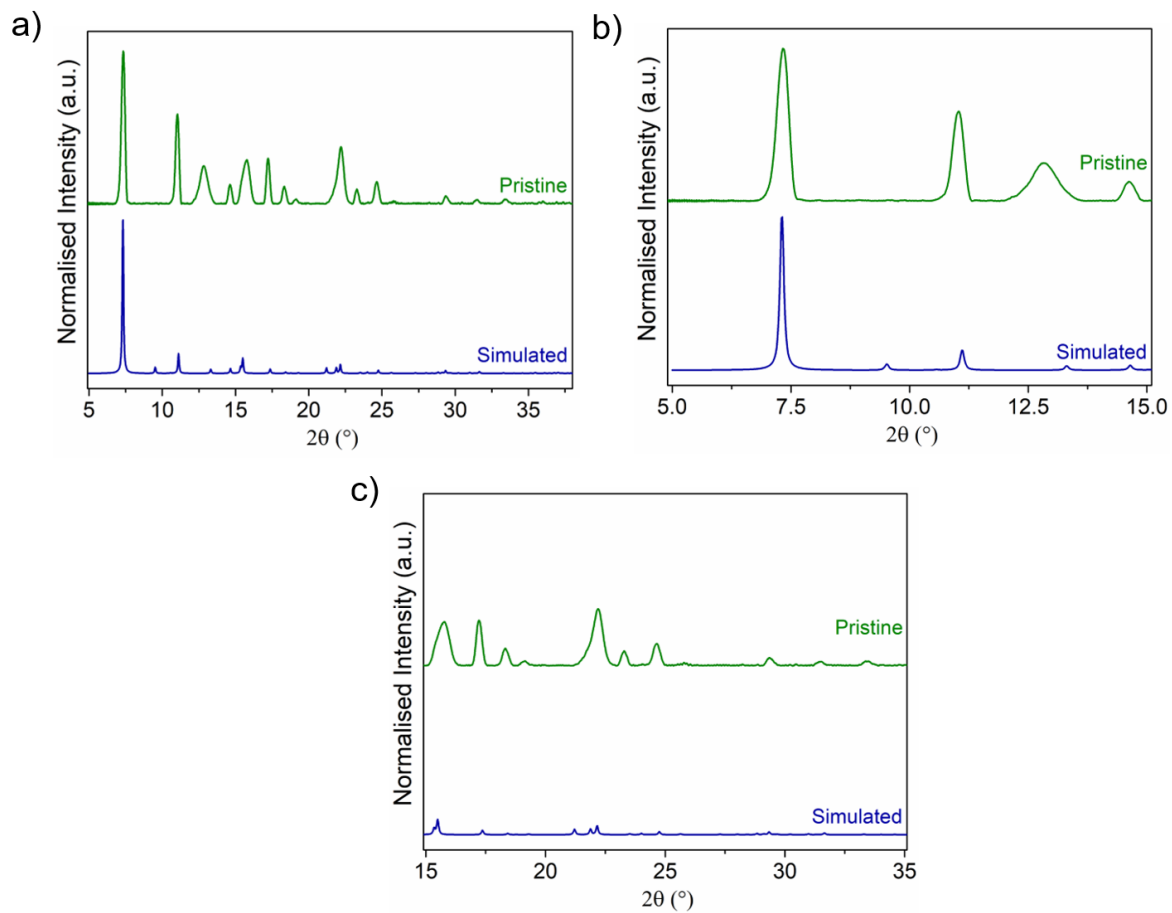 a)
Normalised Intensity (a.u.)
Pristine
Simulated
5 10 15 20 25 30 35
2θ (°)
b)
Normalised Intensity (a.u.)
Pristine
Simulated
5.0 7.5 10.0 12.5 15.0
2θ (°)
c)
Normalised Intensity (a.u.)
Pristine
Simulated
15 20 25 30 35
2θ (°)